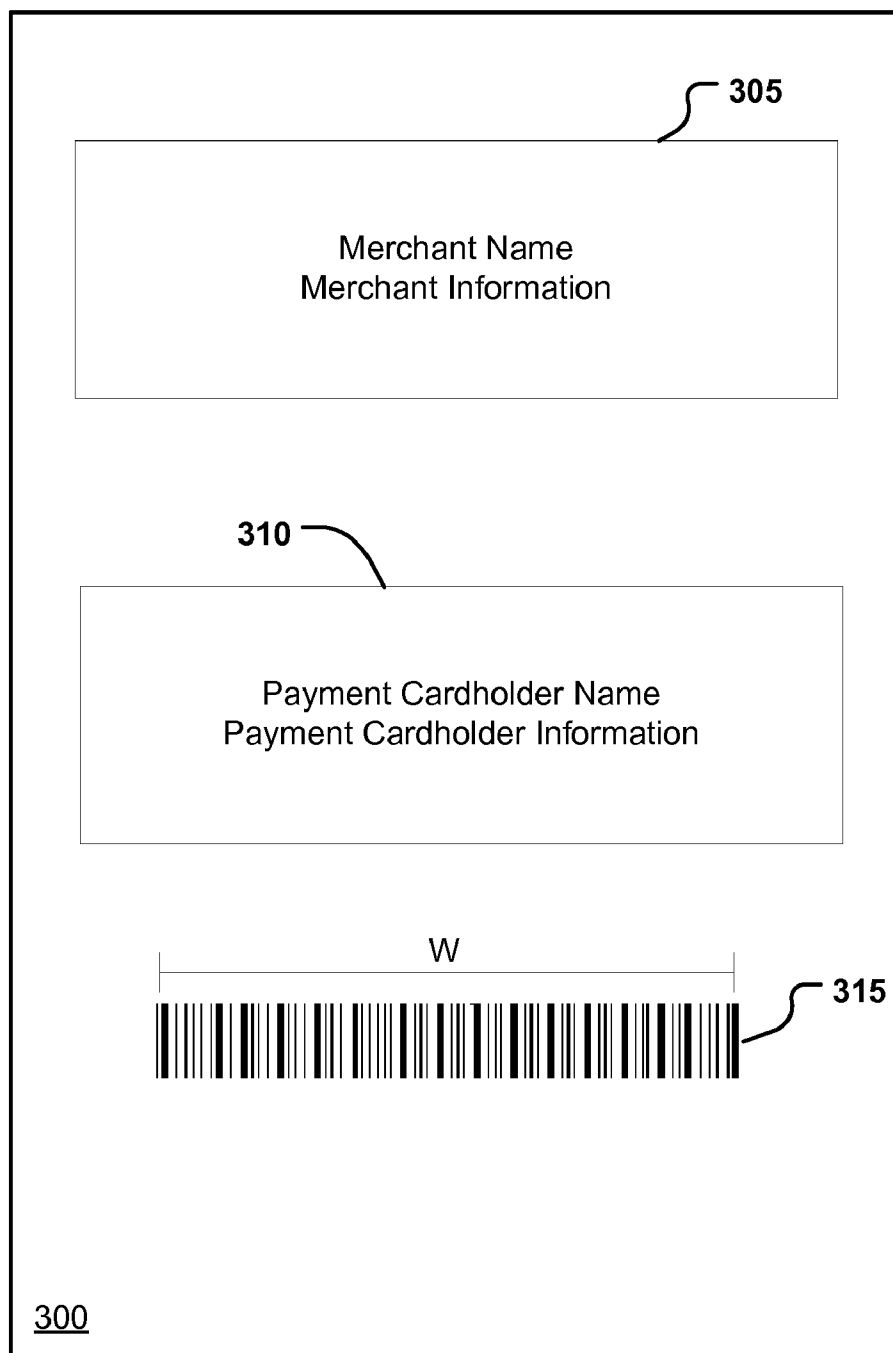 305
Merchant Name
Merchant Information
310
Payment Cardholder Name
Payment Cardholder Information
W
315
300